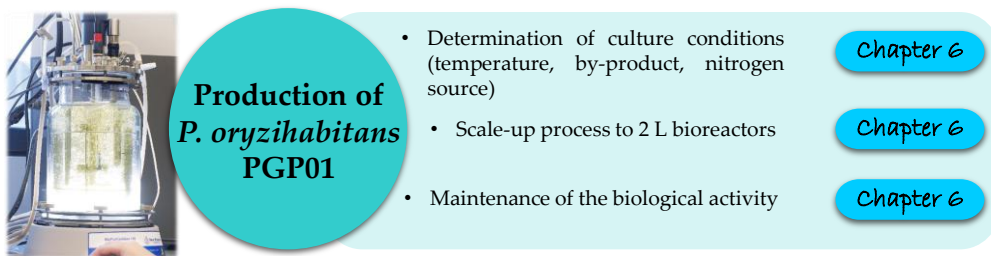 • Determination of culture conditions
(temperature, by-product, nitrogen
source)
Chapter 6
Production of
P. oryzihabitans
PGP01
• Scale-up process to 2 L bioreactors
Chapter 6
• Maintenance of the biological activity
Chapter 6